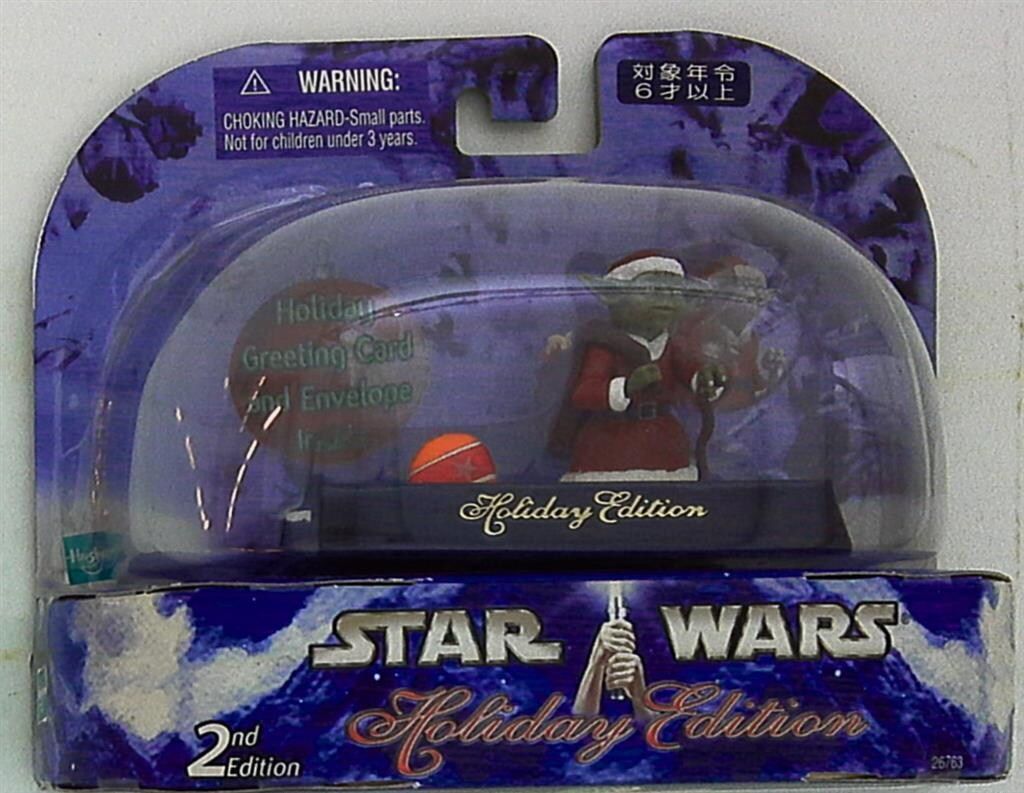 WARNING:
CHOKING HAZARD-Small parts.
Not for children under 3 years.
対象年令
6才以上
Holiday
Greeting Card
and Envelope
Holiday Edition
Hasbro
STAR WARS®
Holiday Edition
2nd
Edition
26763